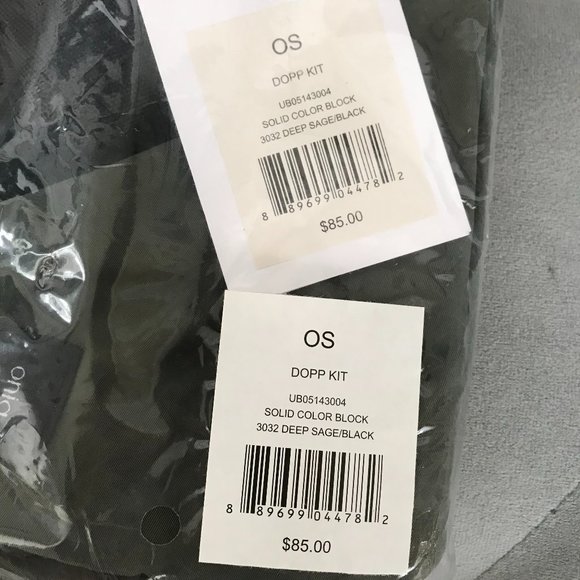 OS
DOPP KIT
UB05143004
SOLID COLOR BLOCK
3032 DEEP SAGE/BLACK
8 89699 04478 2
$85.00
OS
DOPP KIT
UB05143004
SOLID COLOR BLOCK
3032 DEEP SAGE/BLACK
8 89699 04478 2
$85.00